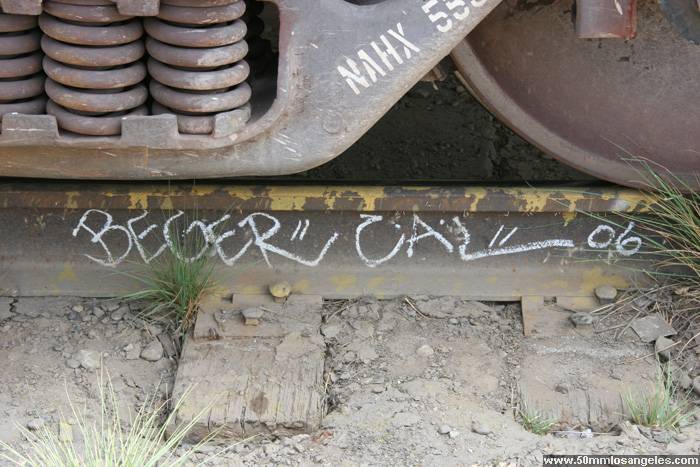 NAHX 55
BEGER" CAL" 06
www.50mmlosangeles.com